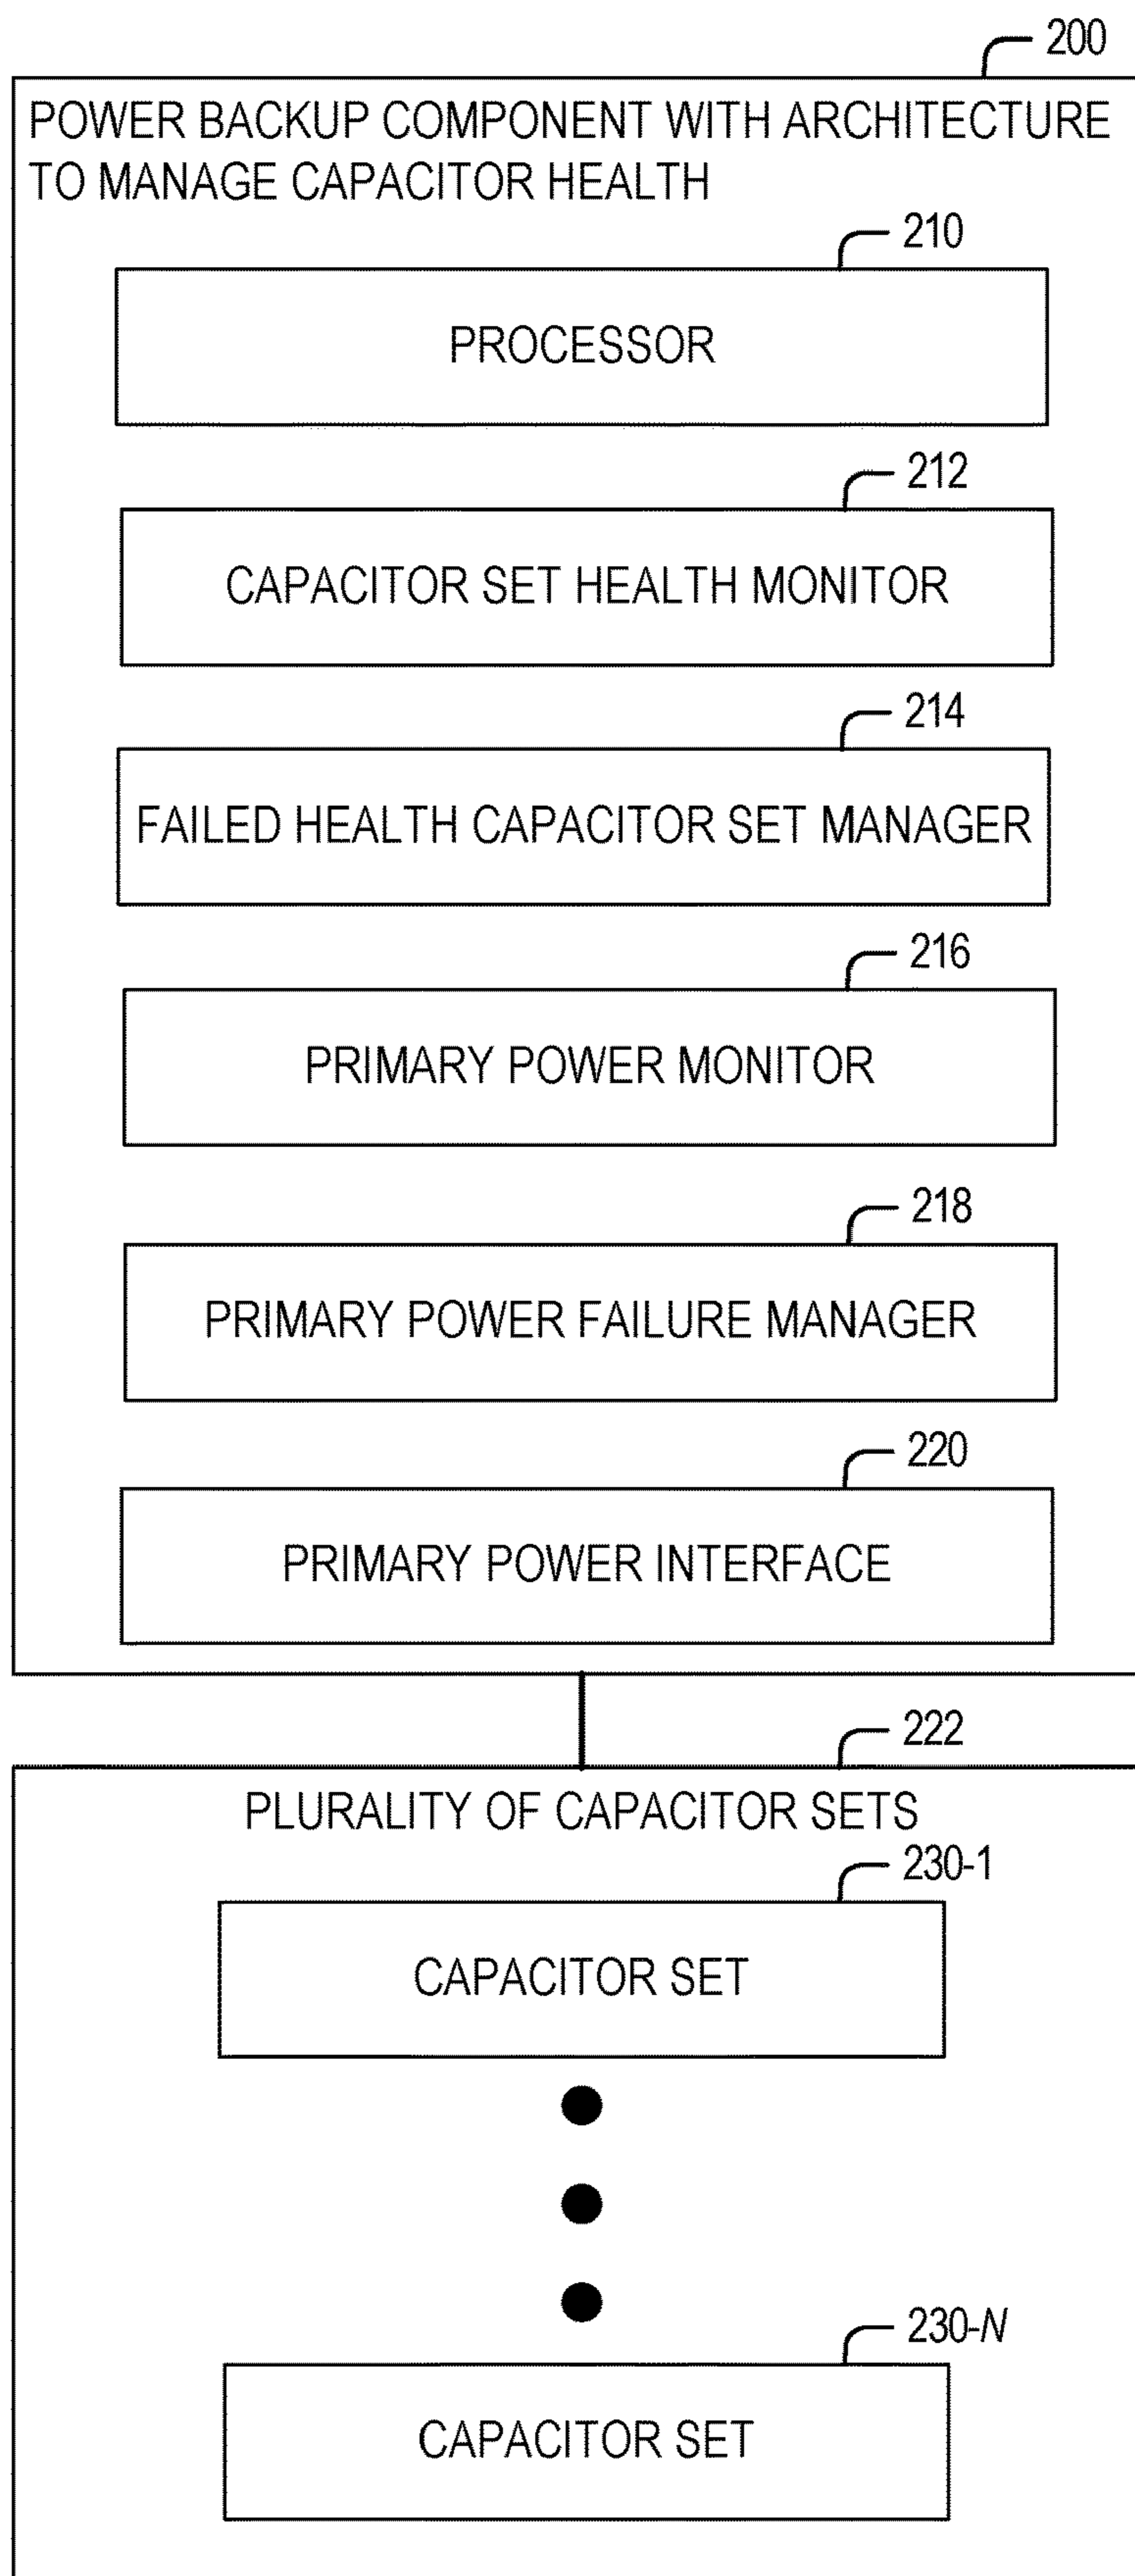 200
POWER BACKUP COMPONENT WITH ARCHITECTURE
TO MANAGE CAPACITOR HEALTH
210
PROCESSOR
212
CAPACITOR SET HEALTH MONITOR
214
FAILED HEALTH CAPACITOR SET MANAGER
216
PRIMARY POWER MONITOR
218
PRIMARY POWER FAILURE MANAGER
220
PRIMARY POWER INTERFACE
222
PLURALITY OF CAPACITOR SETS
230-1
CAPACITOR SET
230-N
CAPACITOR SET